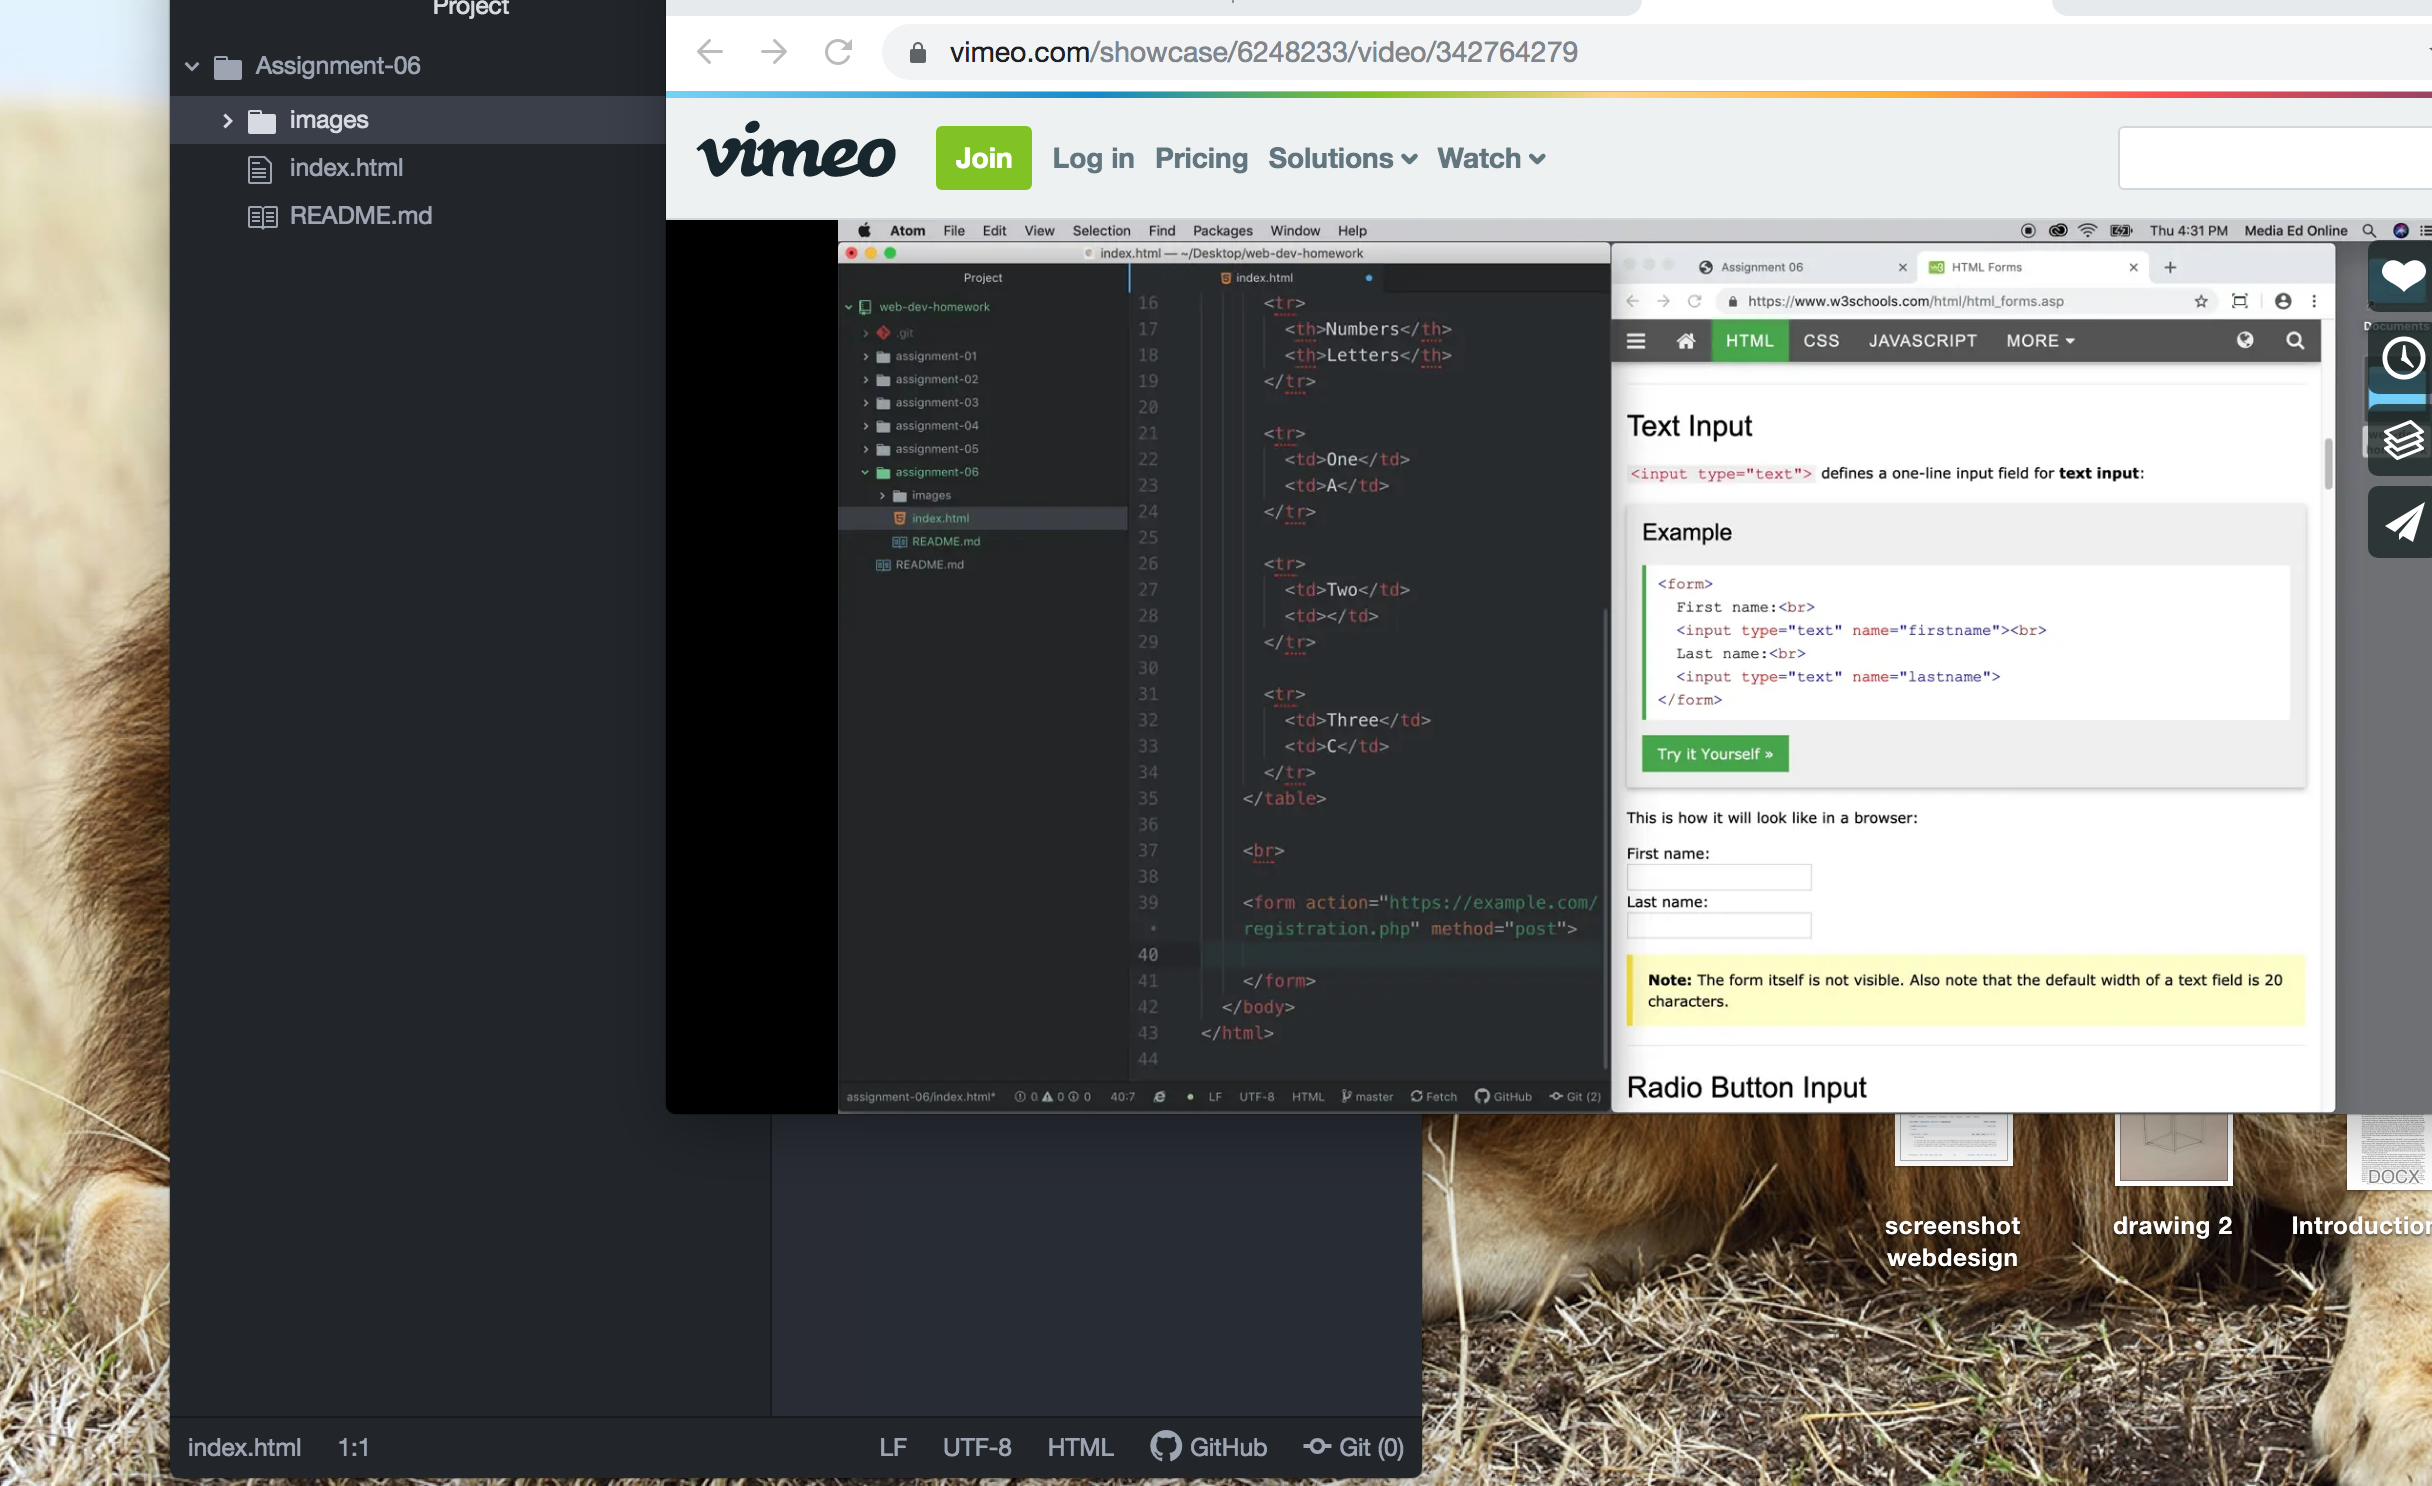 Project
Assignment-06
images
index.html
README.md
vimeo.com/showcase/6248233/video/342764279
vimeo
Join
Log in
Pricing
Solutions
Watch
Atom File Edit View Selection Find Packages Window Help
Thu 4:31 PM Media Ed Online
index.html — ~/Desktop/web-dev-homework
Project
index.html
web-dev-homework
.git
assignment-01
assignment-02
assignment-03
assignment-04
assignment-05
assignment-06
images
index.html
README.md
README.md
16 <tr>
17 <th>Numbers</th>
18 <th>Letters</th>
19 </tr>
20
21 <tr>
22 <td>One</td>
23 <td>A</td>
24 </tr>
25
26 <tr>
27 <td>Two</td>
28 <td></td>
29 </tr>
30
31 <tr>
32 <td>Three</td>
33 <td>C</td>
34 </tr>
35 </table>
36
37 <br>
38
39 <form action="https://example.com/
registration.php" method="post">
40
41 </form>
42 </body>
43 </html>
44
assignment-06/index.html* 0 0 0 40:7 LF UTF-8 HTML master Fetch GitHub Git (2)
Assignment 06
HTML Forms
https://www.w3schools.com/html/html_forms.asp
HTML CSS JAVASCRIPT MORE
Text Input
<input type="text"> defines a one-line input field for text input:
Example
<form>
First name:<br>
<input type="text" name="firstname"><br>
Last name:<br>
<input type="text" name="lastname">
</form>
Try it Yourself »
This is how it will look like in a browser:
First name:
Last name:
Note: The form itself is not visible. Also note that the default width of a text field is 20
characters.
Radio Button Input
Documents
DOCX
screenshot
webdesign
drawing 2
Introduction
index.html 1:1
LF UTF-8 HTML GitHub Git (0)